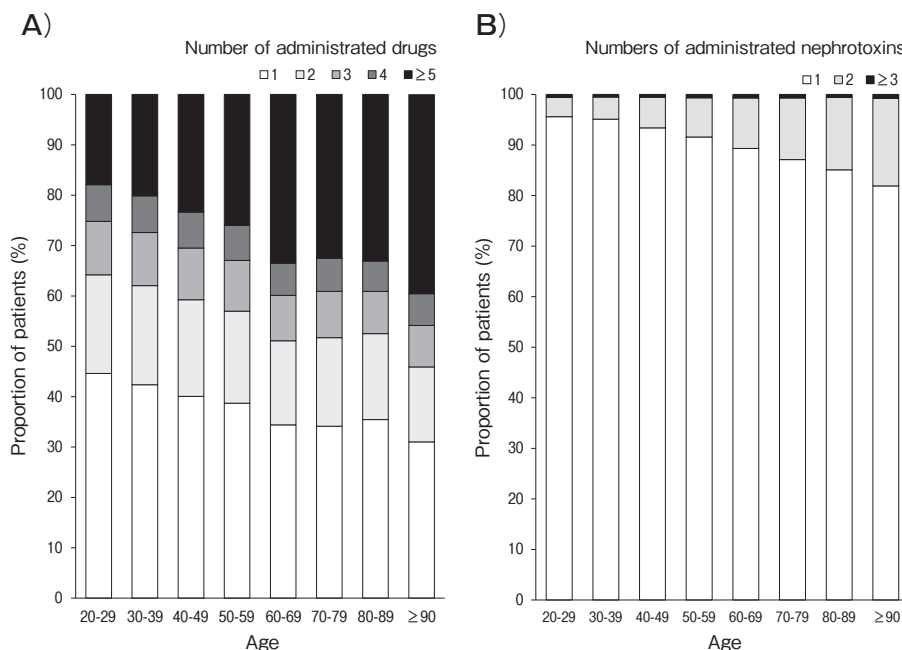 A)
Number of administrated drugs
1 2 3 4 ≥5
100
90
80
70
60
50
40
30
20
10
0
Proportion of patients (%)
20-29 30-39 40-49 50-59 60-69 70-79 80-89 ≥90
Age
B)
Numbers of administrated nephrotoxins
1 2 ≥3
100
90
80
70
60
50
40
30
20
10
0
Proportion of patients (%)
20-29 30-39 40-49 50-59 60-69 70-79 80-89 ≥90
Age